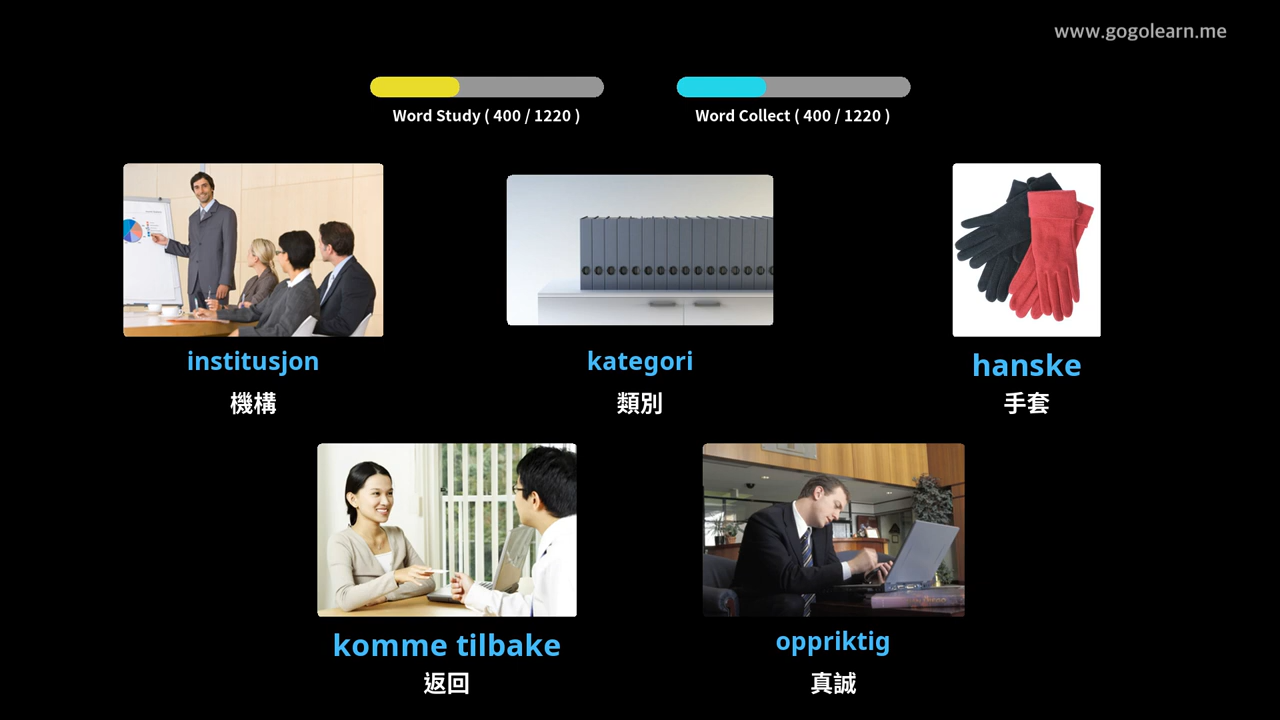 www.gogolearn.me
Word Study ( 400 / 1220 )
Word Collect ( 400 / 1220 )
institusjon
機構
kategori
類別
hanske
手套
komme tilbake
返回
oppriktig
真誠